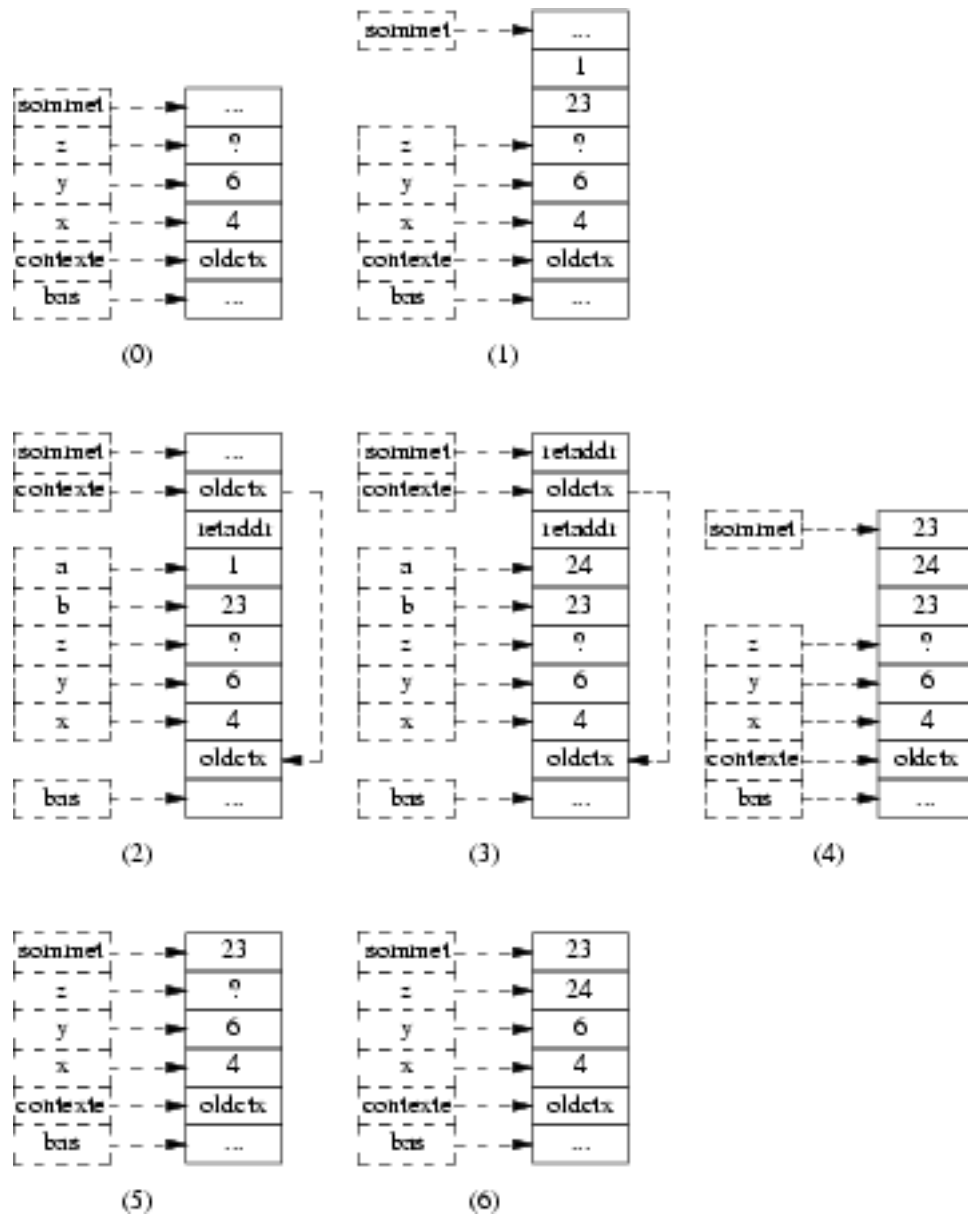 sommet ...
z ?
y 6
x 4
contexte oldctx
bas ...
(0)
sommet ...
1
23
z ?
y 6
x 4
contexte oldctx
bas ...
(1)
sommet ...
contexte oldctx
retaddr
a 1
b 23
z ?
y 6
x 4
oldctx
bas ...
(2)
sommet retaddr
contexte oldctx
retaddr
a 24
b 23
z ?
y 6
x 4
oldctx
bas ...
(3)
sommet 23
24
23
z ?
y 6
x 4
contexte oldctx
bas ...
(4)
sommet 23
z ?
y 6
x 4
contexte oldctx
bas ...
(5)
sommet 23
z 24
y 6
x 4
contexte oldctx
bas ...
(6)